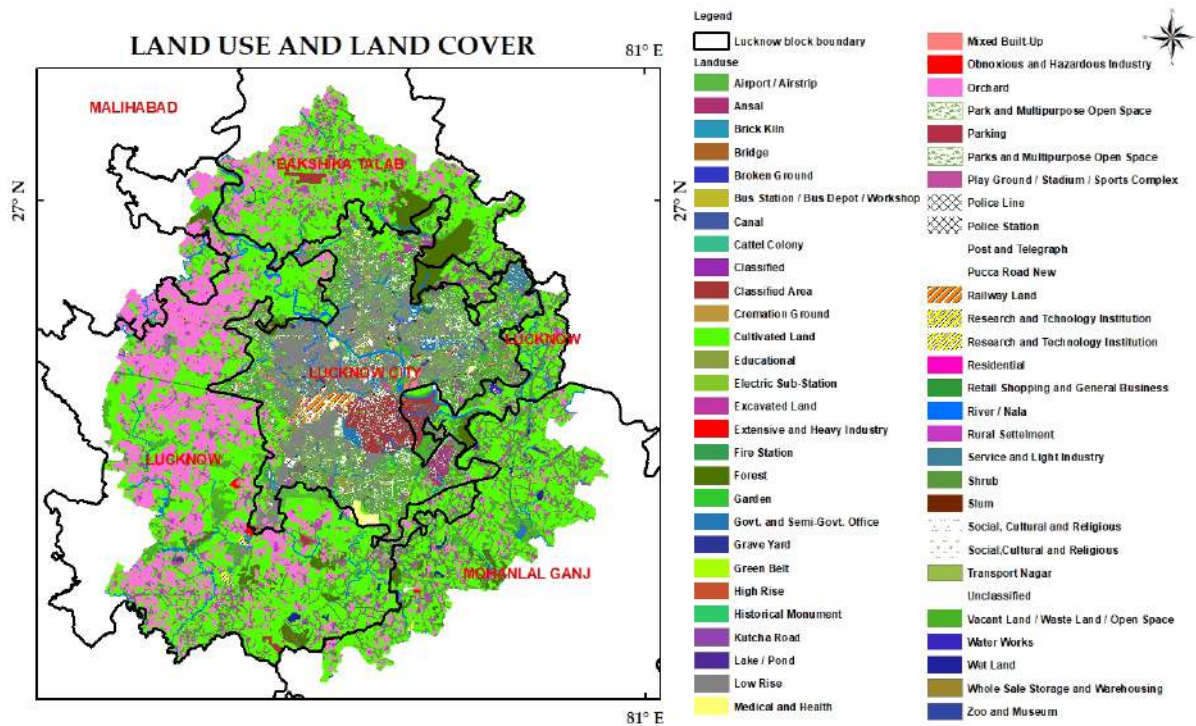 LAND USE AND LAND COVER
81° E
27° N
27° N
81° E
MALIHABAD
BAKSHIKA TALAB
LUCKNOW
LUCKNOW CITY
LUCKNOW
MOHANLAL GANJ
Legend
Lucknow block boundary
Landuse
Airport / Airstrip
Ansal
Brick Kiln
Bridge
Broken Ground
Bus Station / Bus Depot / Workshop
Canal
Cattel Colony
Classified
Classified Area
Cremation Ground
Cultivated Land
Educational
Electric Sub-Station
Excavated Land
Extensive and Heavy Industry
Fire Station
Forest
Garden
Govt. and Semi-Govt. Office
Grave Yard
Green Belt
High Rise
Historical Monument
Kutcha Road
Lake / Pond
Low Rise
Medical and Health
Mixed Built-Up
Obnoxious and Hazardous Industry
Orchard
Park and Multipurpose Open Space
Parking
Parks and Multipurpose Open Space
Play Ground / Stadium / Sports Complex
Police Line
Police Station
Post and Telegraph
Pucca Road New
Railway Land
Research and Tchnology Institution
Research and Technology Institution
Residential
Retail Shopping and General Business
River / Nala
Rural Settelment
Service and Light Industry
Shrub
Slum
Social, Cultural and Religious
Social,Cultural and Religious
Transport Nagar
Unclassified
Vacant Land / Waste Land / Open Space
Water Works
Wet Land
Whole Sale Storage and Warehousing
Zoo and Museum